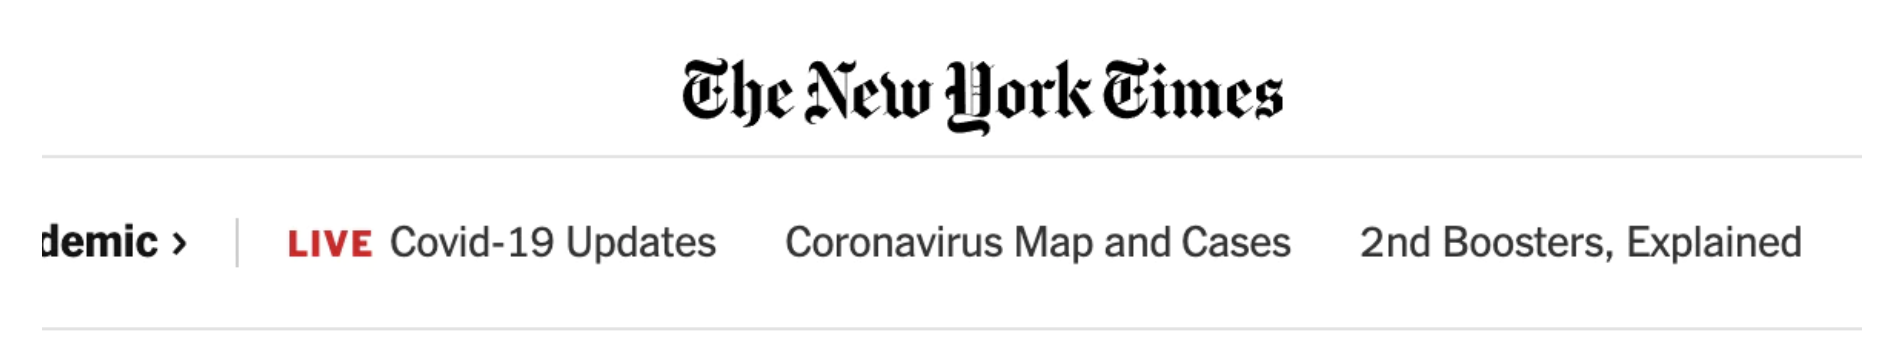 The New York Times
demic > LIVE Covid-19 Updates Coronavirus Map and Cases 2nd Boosters, Explained